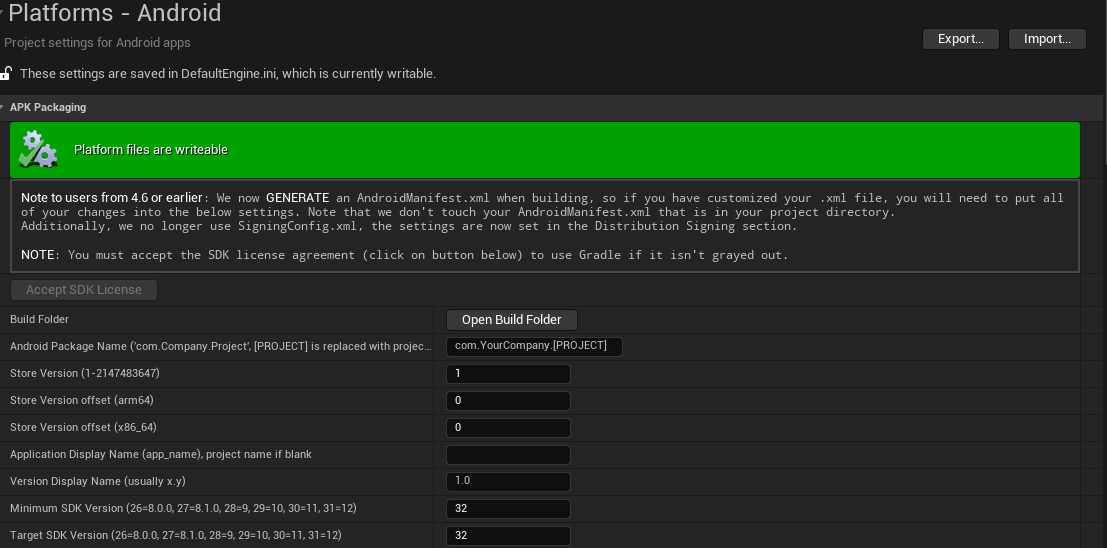 Platforms - Android
Project settings for Android apps
Export...
Import...
These settings are saved in DefaultEngine.ini, which is currently writable.
APK Packaging
Platform files are writeable
Note to users from 4.6 or earlier: We now GENERATE an AndroidManifest.xml when building, so if you have customized your .xml file, you will need to put all
of your changes into the below settings. Note that we don't touch your AndroidManifest.xml that is in your project directory.
Additionally, we no longer use SigningConfig.xml, the settings are now set in the Distribution Signing section.
NOTE: You must accept the SDK license agreement (click on button below) to use Gradle if it isn't grayed out.
Accept SDK License
Build Folder
Open Build Folder
Android Package Name ('com.Company.Project', [PROJECT] is replaced with projec...
com.YourCompany.[PROJECT]
Store Version (1-2147483647)
1
Store Version offset (arm64)
0
Store Version offset (x86_64)
0
Application Display Name (app_name), project name if blank
Version Display Name (usually x.y)
1.0
Minimum SDK Version (26=8.0.0, 27=8.1.0, 28=9, 29=10, 30=11, 31=12)
32
Target SDK Version (26=8.0.0, 27=8.1.0, 28=9, 29=10, 30=11, 31=12)
32